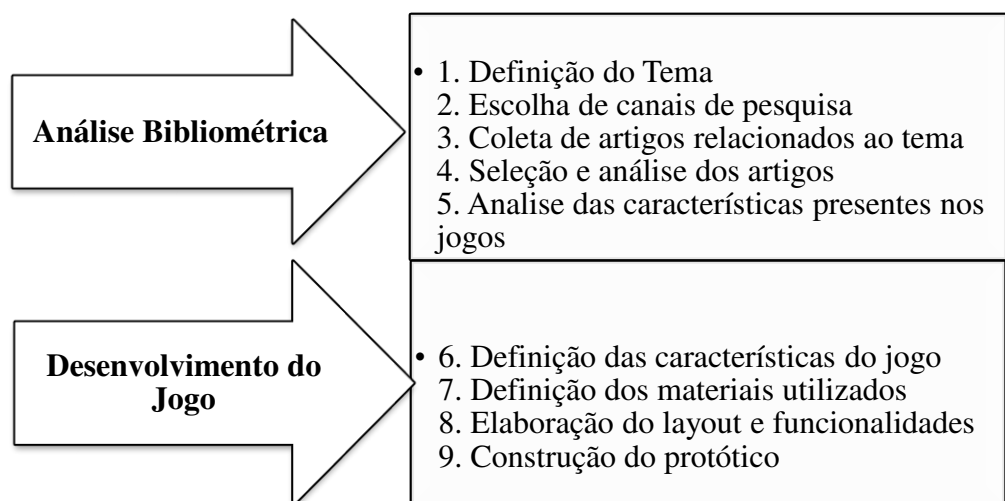 Análise Bibliométrica
• 1. Definição do Tema
2. Escolha de canais de pesquisa
3. Coleta de artigos relacionados ao tema
4. Seleção e análise dos artigos
5. Analise das características presentes nos
jogos
Desenvolvimento do
Jogo
• 6. Definição das características do jogo
7. Definição dos materiais utilizados
8. Elaboração do layout e funcionalidades
9. Construção do protótico